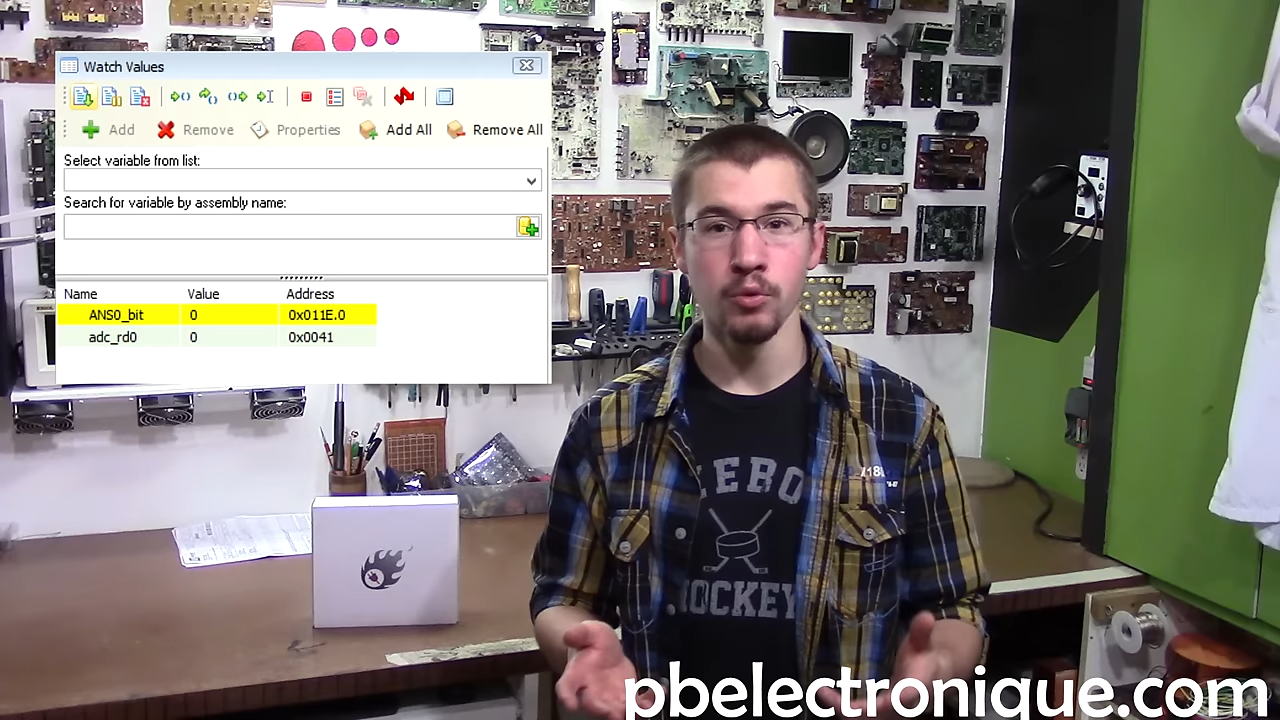 Watch Values
Add Remove Properties Add All Remove All
Select variable from list:
Search for variable by assembly name:
Name Value Address
ANS0_bit 0 0x011E.0
adc_rd0 0 0x0041
HOCKEY
pbelectronique.com